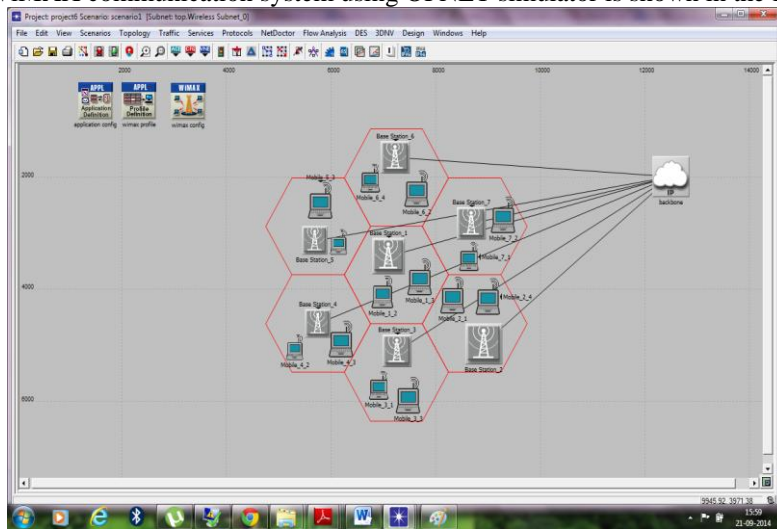 WiMAX communication system using OPNET simulator is shown in the
Project: project6 Scenario: scenario1 [Subnet: top.Wireless Subnet_0]
File Edit View Scenarios Topology Traffic Services Protocols NetDoctor Flow Analysis DES 3DNV Design Windows Help
2000 4000 6000 8000 10000 12000 14000
APPL APPL WiMAX
Application Definition Profile Definition
application config wimax profile wimax config
Base Station_6
2000
Mobile_6_3
Mobile_6_4
Mobile_6_2
IP
backbone
Base Station_7
Mobile_7_2
Base Station_1
Base Station_5
Mobile_7_1
4000
Base Station_4
Mobile_1_2
Mobile_1_3
Mobile_2_1
Mobile_2_4
Base Station_3
Mobile_4_2
Mobile_4_3
Base Station_2
6000
Mobile_3_1
Mobile_3_3
9945.92, 3971.38
15:59
21-09-2014